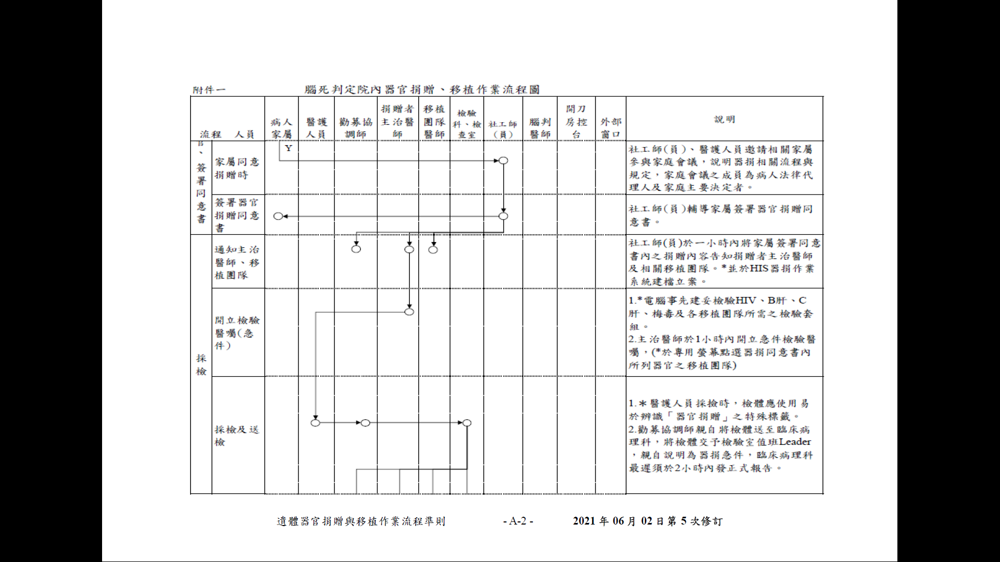 附件一 腦死判定院內器官捐贈、移植作業流程圖
流程 人員
病人
家屬
醫護
人員
勸募協
調師
捐贈者
主治醫
師
移植
團隊
醫師
檢驗
科、檢
查室
社工師
（員）
腦判
醫師
開刀
房控
台
外部
窗口
說明
官
、
簽
署
同
意
書
家屬同意
捐贈時
Y
社工師(員)、醫護人員邀請相關家屬
參與家庭會議，說明器捐相關流程與
規定，家庭會議之成員為病人法律代
理人及家庭主要決定者。
簽署器官
捐贈同意
書
社工師(員)輔導家屬簽署器官捐贈同
意書。
採
檢
通知主治
醫師、移
植團隊
社工師(員)於一小時內將家屬簽署同意
書內之捐贈內容告知捐贈者主治醫師
及相關移植團隊。*並於HIS器捐作業
系統建檔立案。
開立檢驗
醫囑(急
件)
1.*電腦事先建妥檢驗HIV、B肝、C
肝、梅毒及各移植團隊所需之檢驗套
組。
2.主治醫師於1小時內開立急件檢驗醫
囑，(*於專用螢幕點選器捐同意書內
所列器官之移植團隊)
採檢及送
檢
1.＊醫護人員採撿時，檢體應使用易
於辨識「器官捐贈」之特殊標籤。
2.勸募協調師親自將檢體送至臨床病
理科，將檢體交予檢驗室值班Leader
，親自說明為器捐急件，臨床病理科
最遲須於2小時內發正式報告。
遺體器官捐贈與移植作業流程準則 - A-2 - 2021 年 06 月 02 日第 5 次修訂